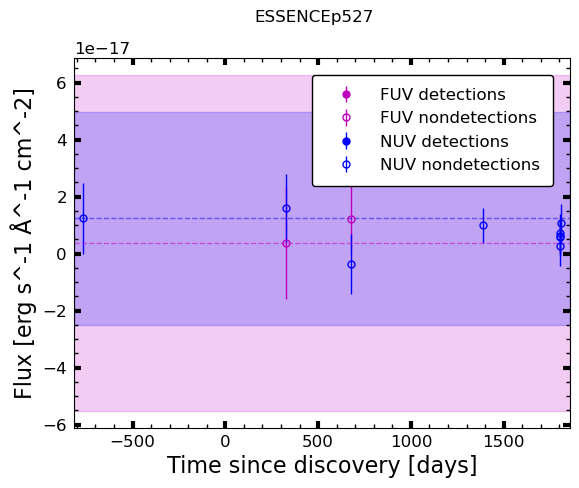 ESSENCEp527
1e−17
Flux [erg s^-1 Å^-1 cm^-2]
6
4
2
0
−2
−4
−6
FUV detections
FUV nondetections
NUV detections
NUV nondetections
−500
0
500
1000
1500
Time since discovery [days]